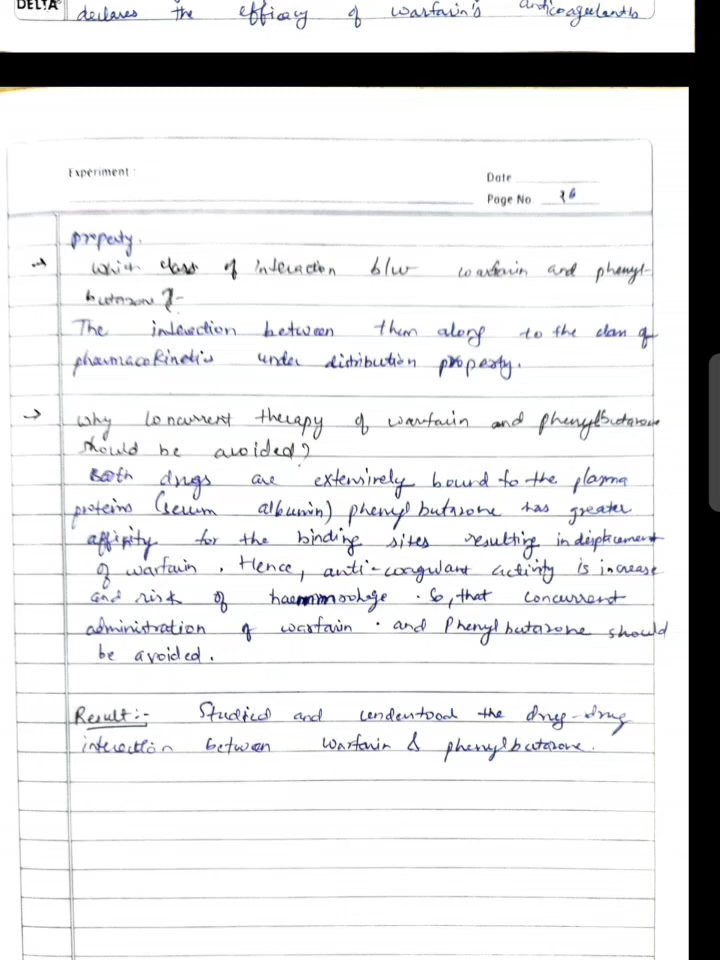 DELTA
declares the efficacy of warfarin's anticoagulants
Experiment :
Date
Page No. 36
property.
→ which class of interaction b/w warfarin and phenyl-
butazone ?-
The interaction between them along to the class of
pharmacokinetis under distribution property.
→ why concurrent therapy of warfarin and phenylbutazone
should be avoided?
Both drugs are extensively bound to the plasma
proteins (serum albumin) phenylbutazone has greater
affinity for the binding sites resulting in displacement
of warfain . Hence, anti-coagulant activity is increase
and risk of haemmorhage . So, that concurrent
administration of warfain . and Phenylbutazone should
be avoided .
Result :- Studied and understood the drug-drug
interaction between warfarin & phenylbutazone.